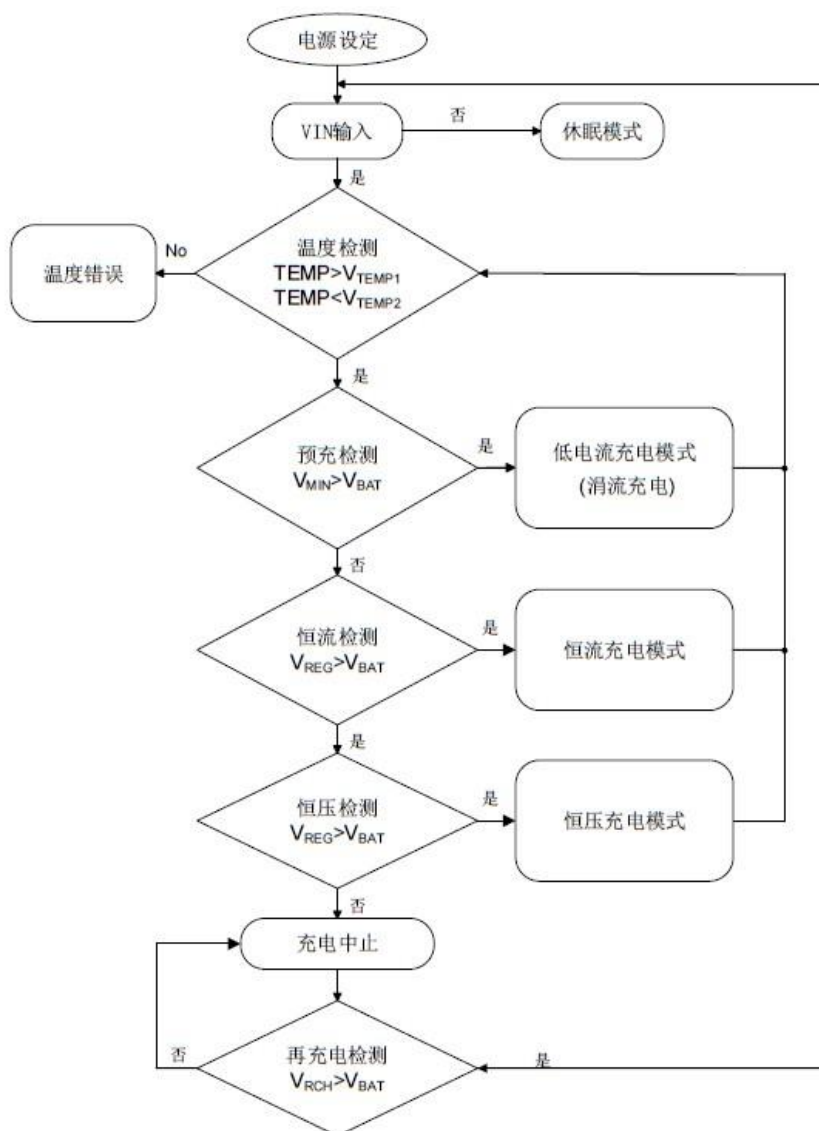 电源设定
VIN输入
否
休眠模式
是
温度检测
TEMP>VTEMP1
TEMP<VTEMP2
No
温度错误
是
预充检测
VMIN>VBAT
是
低电流充电模式
(涓流充电)
否
恒流检测
VREG>VBAT
是
恒流充电模式
是
恒压检测
VREG>VBAT
是
恒压充电模式
否
充电中止
再充电检测
VRCH>VBAT
否
是